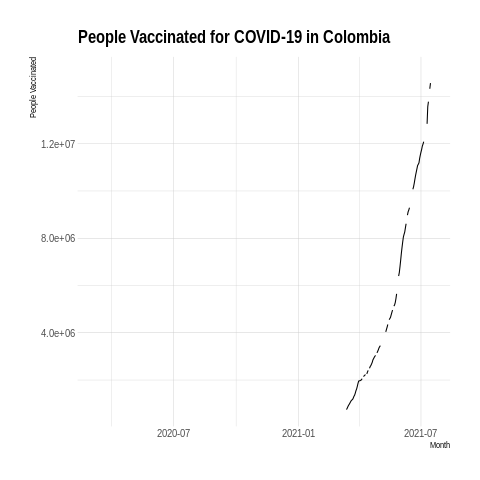 People Vaccinated for COVID-19 in Colombia
People Vaccinated
1.2e+07
8.0e+06
4.0e+06
2020-07
2021-01
2021-07
Month